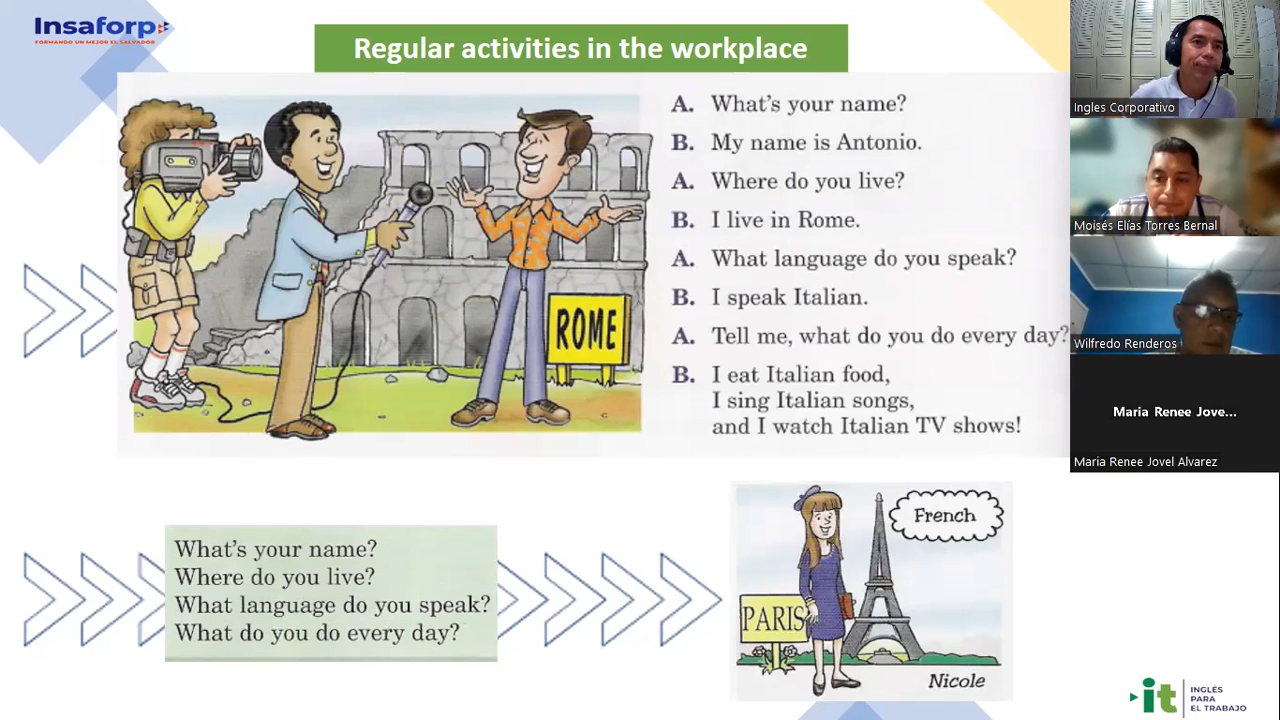 Insaforp
FORMANDO UN MEJOR EL SALVADOR
Regular activities in the workplace
A. What's your name?
B. My name is Antonio.
A. Where do you live?
B. I live in Rome.
A. What language do you speak?
B. I speak Italian.
A. Tell me, what do you do every day?
B. I eat Italian food,
I sing Italian songs,
and I watch Italian TV shows!
ROME
What's your name?
Where do you live?
What language do you speak?
What do you do every day?
French
PARIS
Nicole
Ingles Corporativo
Moisés Elías Torres Bernal
Wilfredo Renderos
Maria Renee Jove...
Maria Renee Jovel Alvarez
it
INGLÉS
PARA
EL TRABAJO